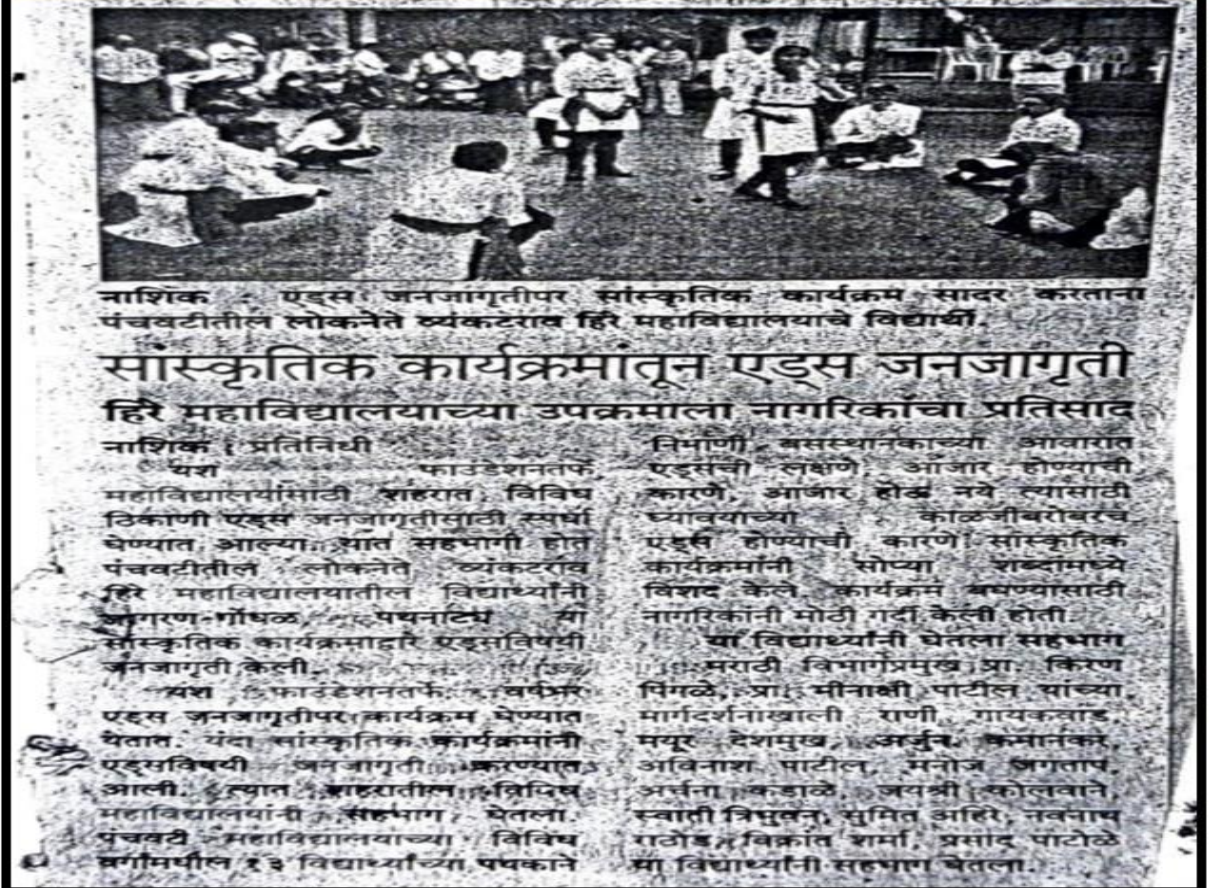 नाशिक : एड्स जनजागृतीपर सांस्कृतिक कार्यक्रम सादर करताना
पंचवटीतील लोकनेते व्यंकटराव हिरे महाविद्यालयाचे विद्यार्थी.
सांस्कृतिक कार्यक्रमांतून एड्स जनजागृती
हिरे महाविद्यालयाच्या उपक्रमाला नागरिकांचा प्रतिसाद
नाशिक । प्रतिनिधी
यश फाउंडेशनतर्फे
महाविद्यालयांसाठी शहरात विविध
ठिकाणी एड्स जनजागृतीसाठी स्पर्धा
घेण्यात आल्या. यात सहभागी होत
पंचवटीतील लोकनेते व्यंकटराव
हिरे महाविद्यालयातील विद्यार्थ्यांनी
जागरण-गोंधळ, पथनाट्य या
सांस्कृतिक कार्यक्रमाद्वारे एड्सविषयी
जनजागृती केली.
यश फाउंडेशनतर्फे वर्षभर
एड्स जनजागृतीपर कार्यक्रम घेण्यात
येतात. यंदा सांस्कृतिक कार्यक्रमांनी
एड्सविषयी जनजागृती करण्यात
आली. त्यात शहरातील विविध
महाविद्यालयांनी सहभाग घेतला.
पंचवटी महाविद्यालयाच्या विविध
वर्गामधील १३ विद्यार्थ्यांच्या पथकाने
निमाणी बसस्थानकाच्या आवारात
एड्सची लक्षणे, आजार होण्याची
कारणे, आजार होऊ नये त्यासाठी
घ्यावयाच्या काळजीबरोबरच
एड्स होण्याची कारणे सांस्कृतिक
कार्यक्रमांनी सोप्या शब्दांमध्ये
विशद केले. कार्यक्रम बघण्यासाठी
नागरिकांनी मोठी गर्दी केली होती.
या विद्यार्थ्यांनी घेतला सहभाग
मराठी विभागप्रमुख प्रा. किरण
पिंगळे, प्रा. मीनाक्षी पाटील यांच्या
मार्गदर्शनाखाली राणी गायकवाड,
मयूर देशमुख, अर्जुन
अविनाश पाटील, मनोज जगताप,
अर्चना कडाळे, जयश्री कोलवाने,
स्वाती त्रिभुवन, सुमित अहिरे, नवनाथ
राठोड, विक्रांत शर्मा, प्रसाद पाटोळे
या विद्यार्थ्यांनी सहभाग घेतला.